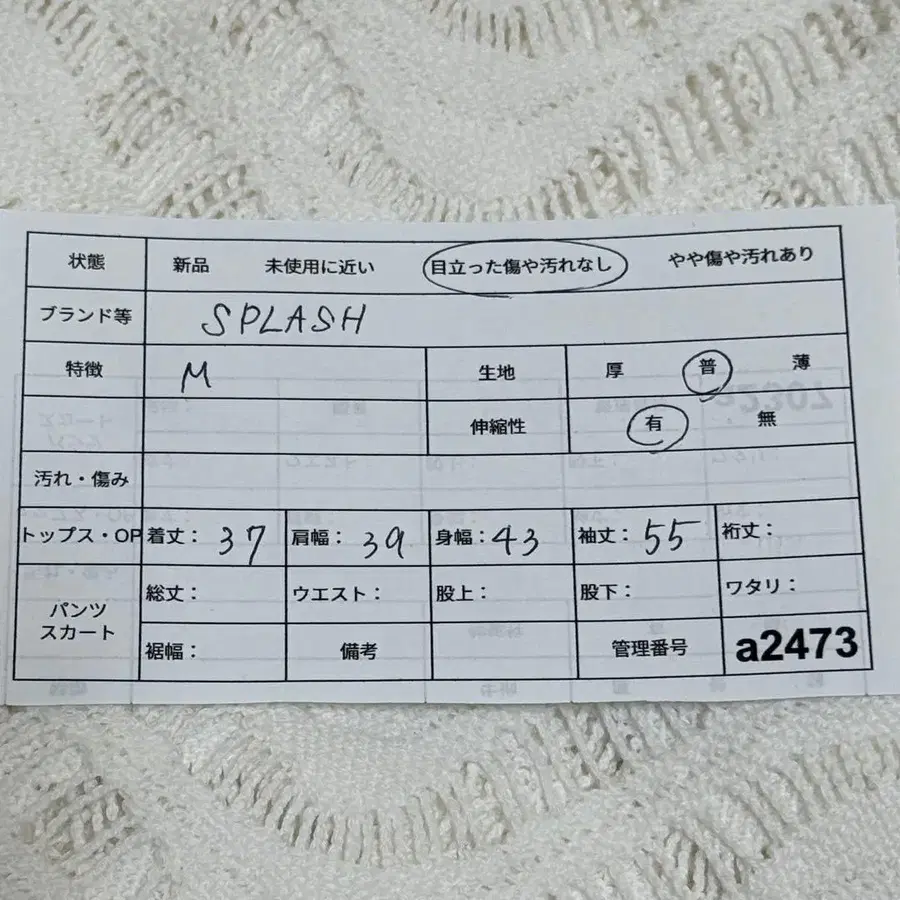 状態 新品 未使用に近い 目立った傷や汚れなし やや傷や汚れあり
ブランド等 SPLASH
特徴 M 生地 厚 普 薄
伸縮性 有 無
汚れ・傷み
トップス・OP 着丈: 37 肩幅: 39 身幅: 43 袖丈: 55 裄丈:
パンツ スカート 総丈: ウエスト: 股上: 股下: ワタリ:
裾幅: 備考 管理番号 a2473